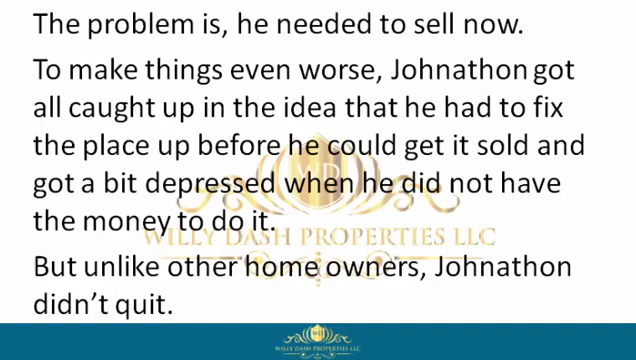 The problem is, he needed to sell now.
To make things even worse, Johnathon got
all caught up in the idea that he had to fix
the place up before he could get it sold and
got a bit depressed when he did not have
the money to do it.
WILLY DASH PROPERTIES LLC
But unlike other home owners, Johnathon
didn't quit.
WILLY DASH PROPERTIES LLC